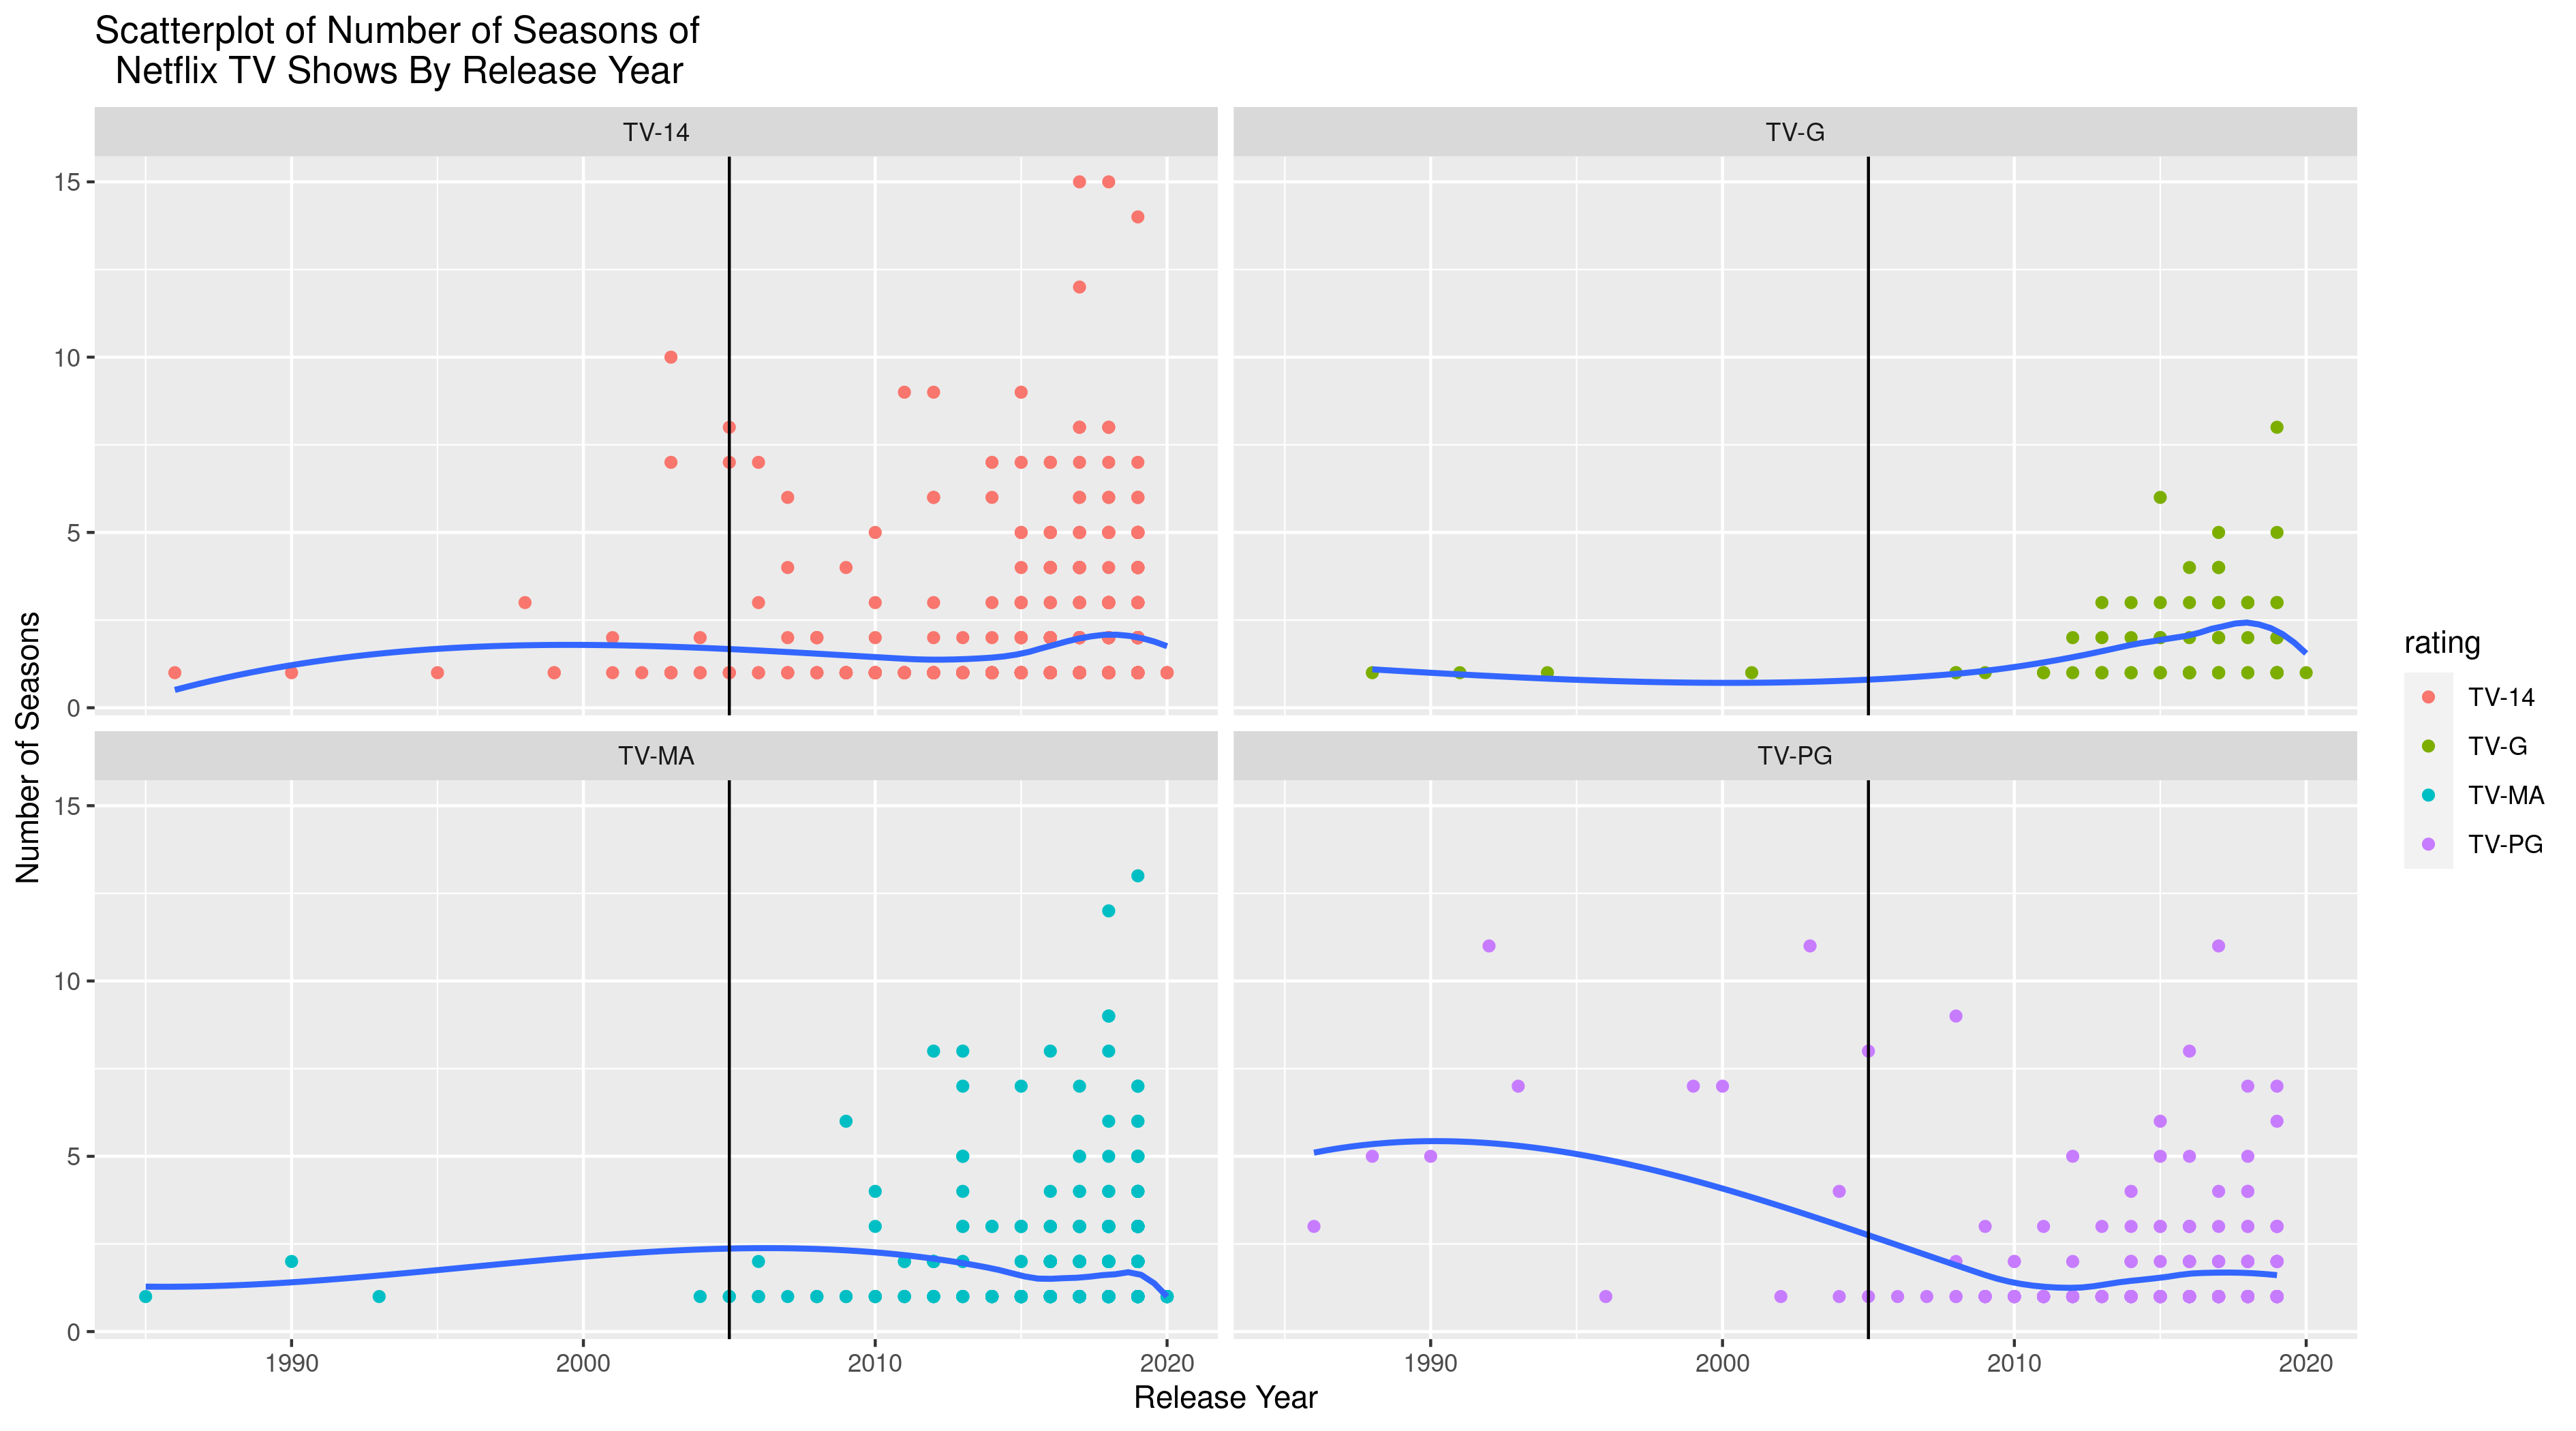 Scatterplot of Number of Seasons of
Netflix TV Shows By Release Year
TV-14
TV-G
15
10
5
0
TV-MA
TV-PG
15
10
5
0
1990
2000
2010
2020
1990
2000
2010
2020
Release Year
Number of Seasons
rating
TV-14
TV-G
TV-MA
TV-PG